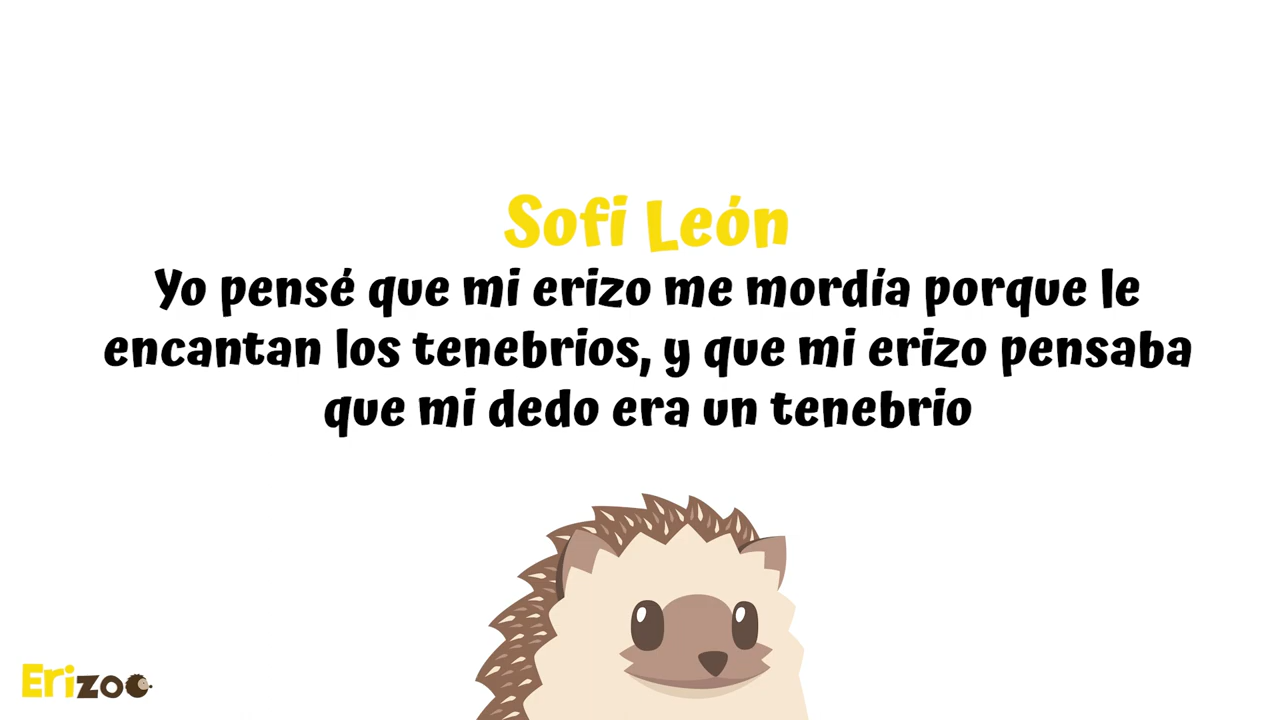 Sofi León
Yo pensé que mi erizo me mordía porque le
encantan los tenebrios, y que mi erizo pensaba
que mi dedo era un tenebrio
Erizoo